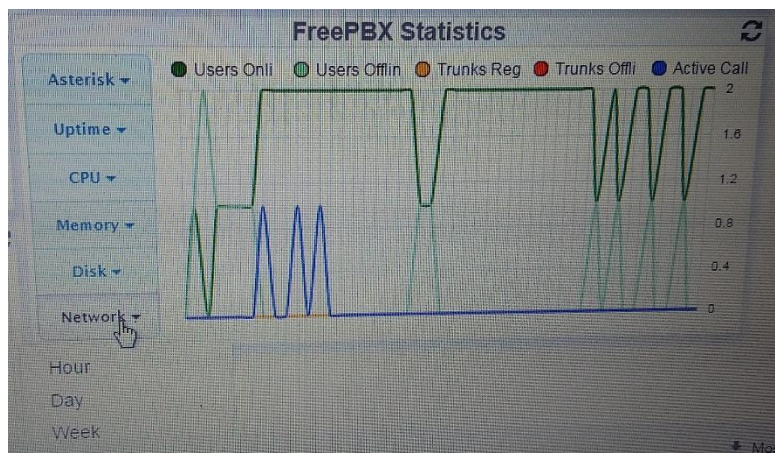 FreePBX Statistics
Asterisk
Uptime
CPU
Memory
Disk
Network
Hour
Day
Week
Users Onli Users Offlin Trunks Reg Trunks Offli Active Call
2
1.6
1.2
0.8
0.4
0
Mo